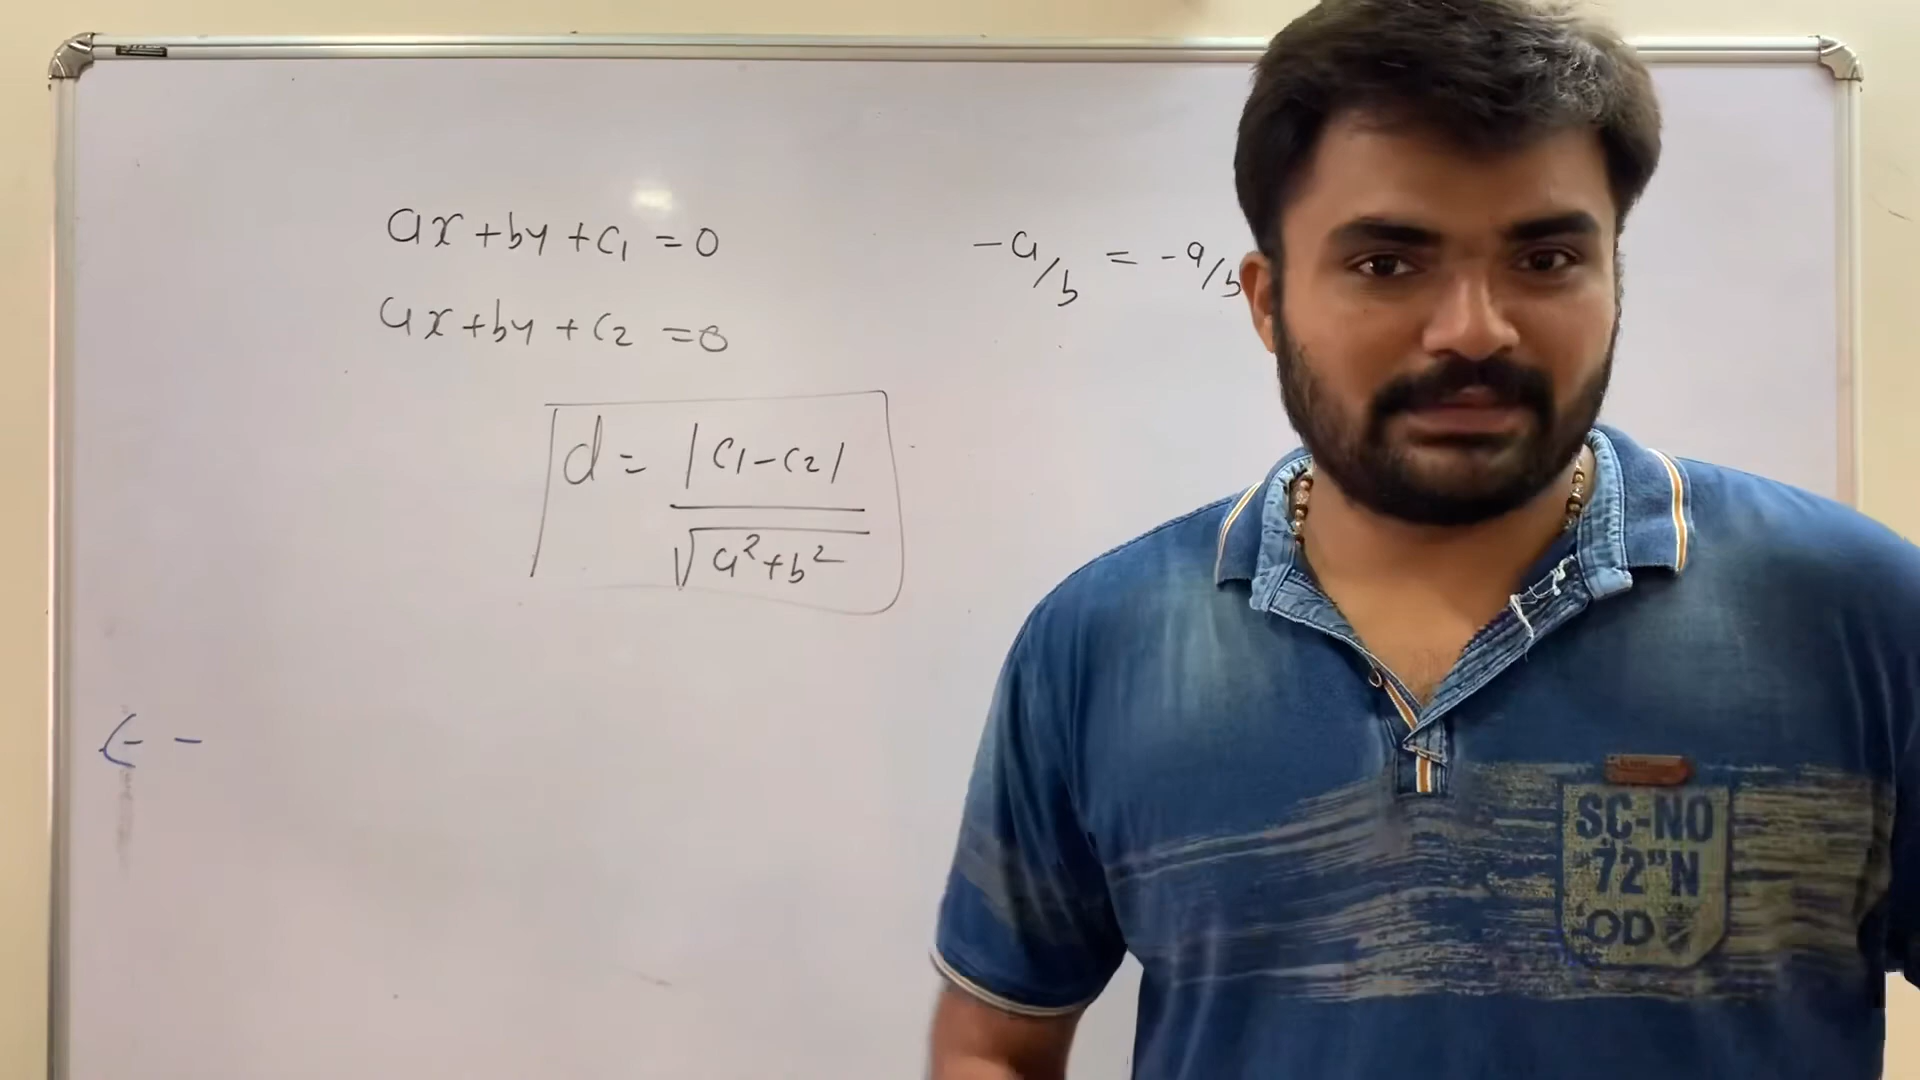 ax+by+c1 =0
-a/b = -a/b
ax+by+c2 =0
d = |c1-c2|
√a²+b²
(- -
SC-NO
72"N
'OD